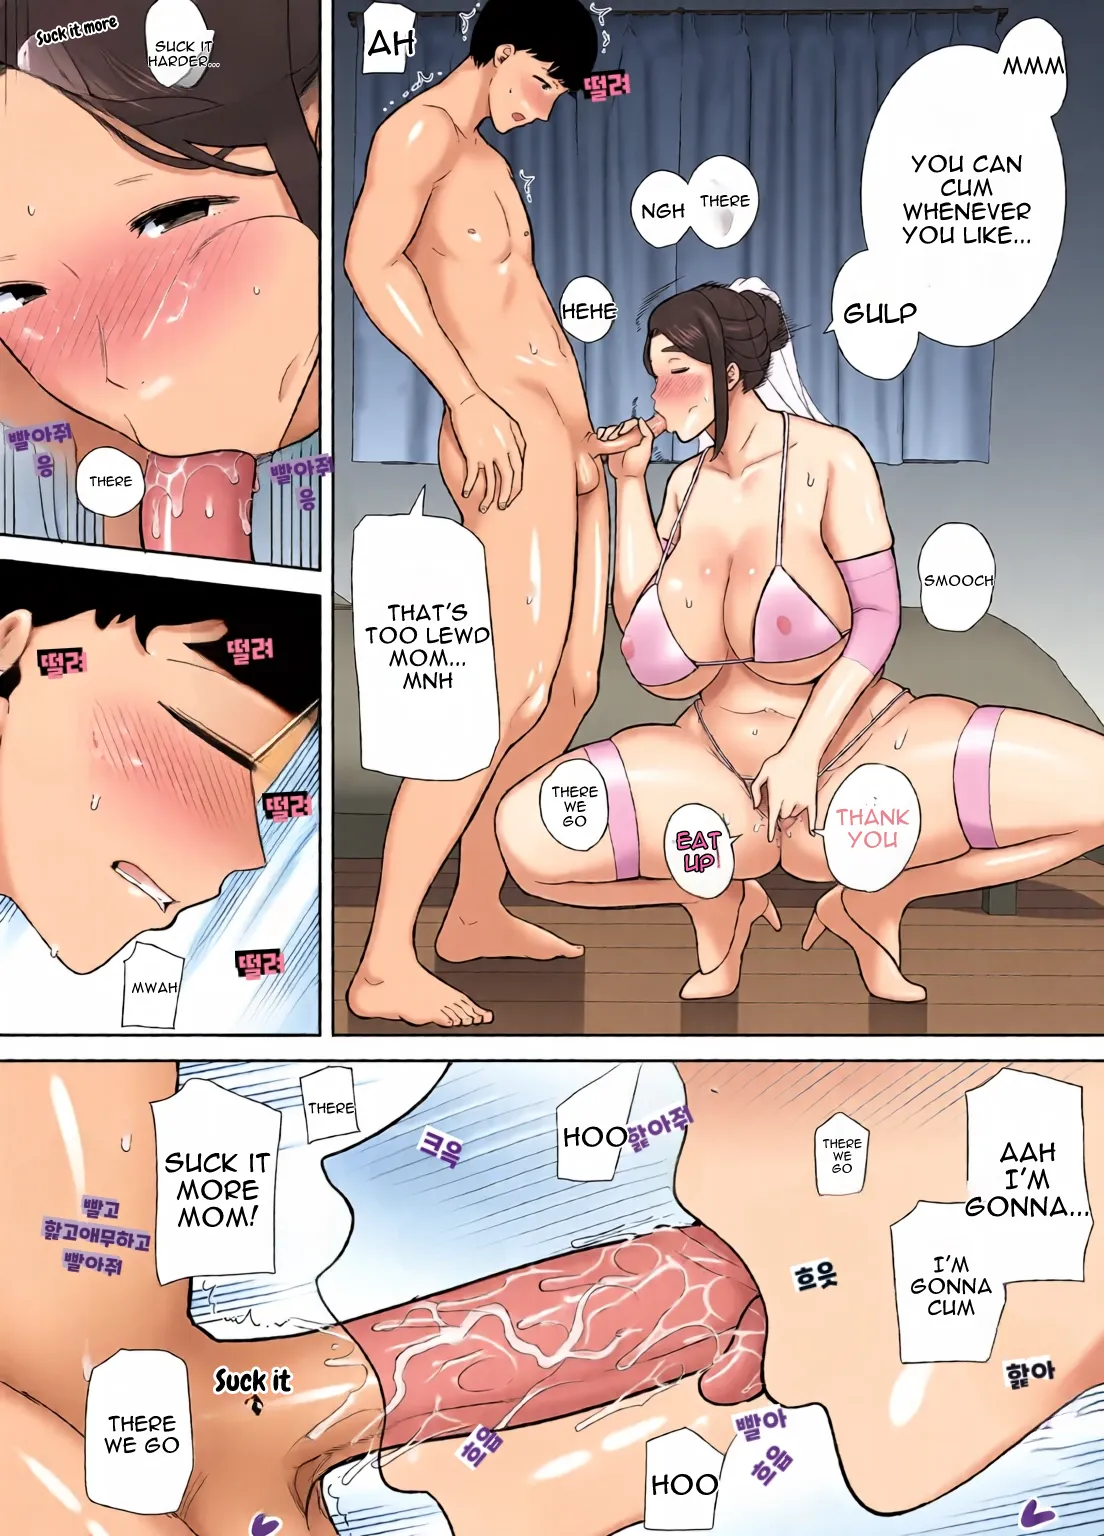 Suck it more
SUCK IT
HARDER...
빨아줘
응
THERE
빨아줘
응
AH
떨려
MMM
YOU CAN
CUM
WHENEVER
YOU LIKE...
GULP
NGH
THERE
HEHE
SMOOCH
THAT'S
TOO LEWD
MOM...
MNH
THERE
WE
GO
EAT
UP
THANK
YOU
떨려
떨려
떨려
떨려
MWAH
THERE
SUCK IT
MORE
MOM!
크윽
HOO
핥아줘
THERE
WE
GO
AAH
I'M
GONNA...
I'M
GONNA
CUM
빨고
핥고애무하고
빨아줘
흐읏
Suck it
핥아
THERE
WE GO
흐읍
HOO
빨아
흐읍